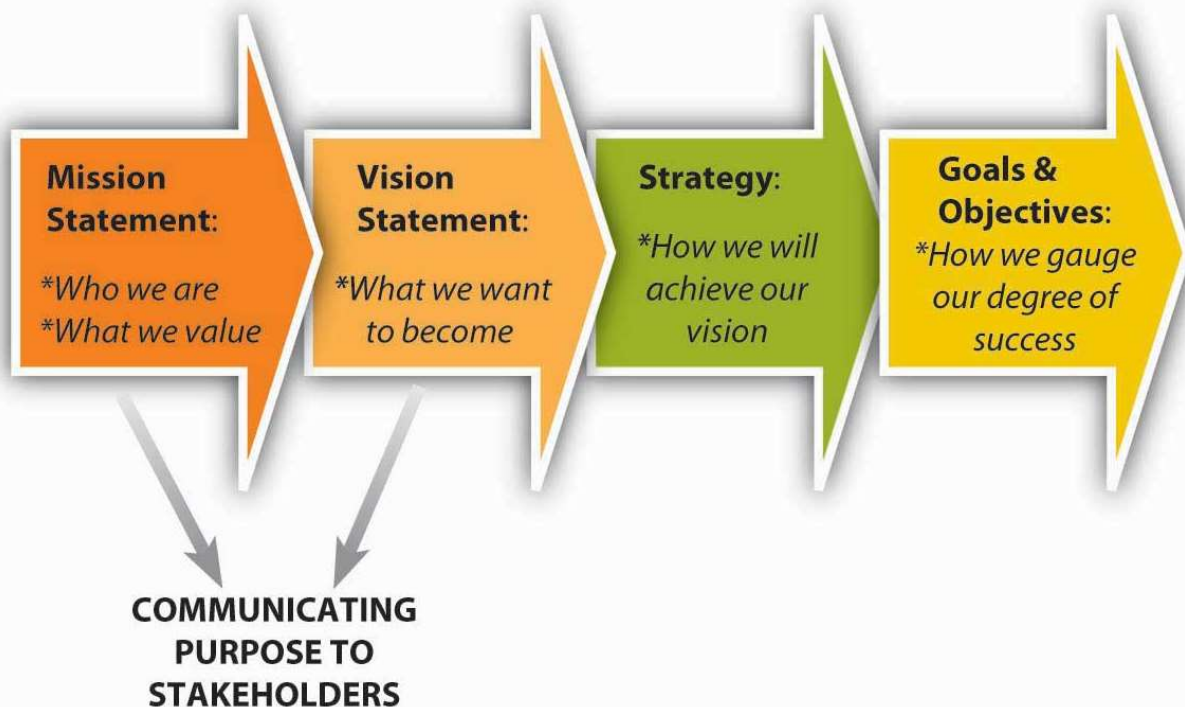 Mission
Statement:
*Who we are
*What we value
Vision
Statement:
*What we want
to become
Strategy:
*How we will
achieve our
vision
Goals &
Objectives:
*How we gauge
our degree of
success
COMMUNICATING
PURPOSE TO
STAKEHOLDERS